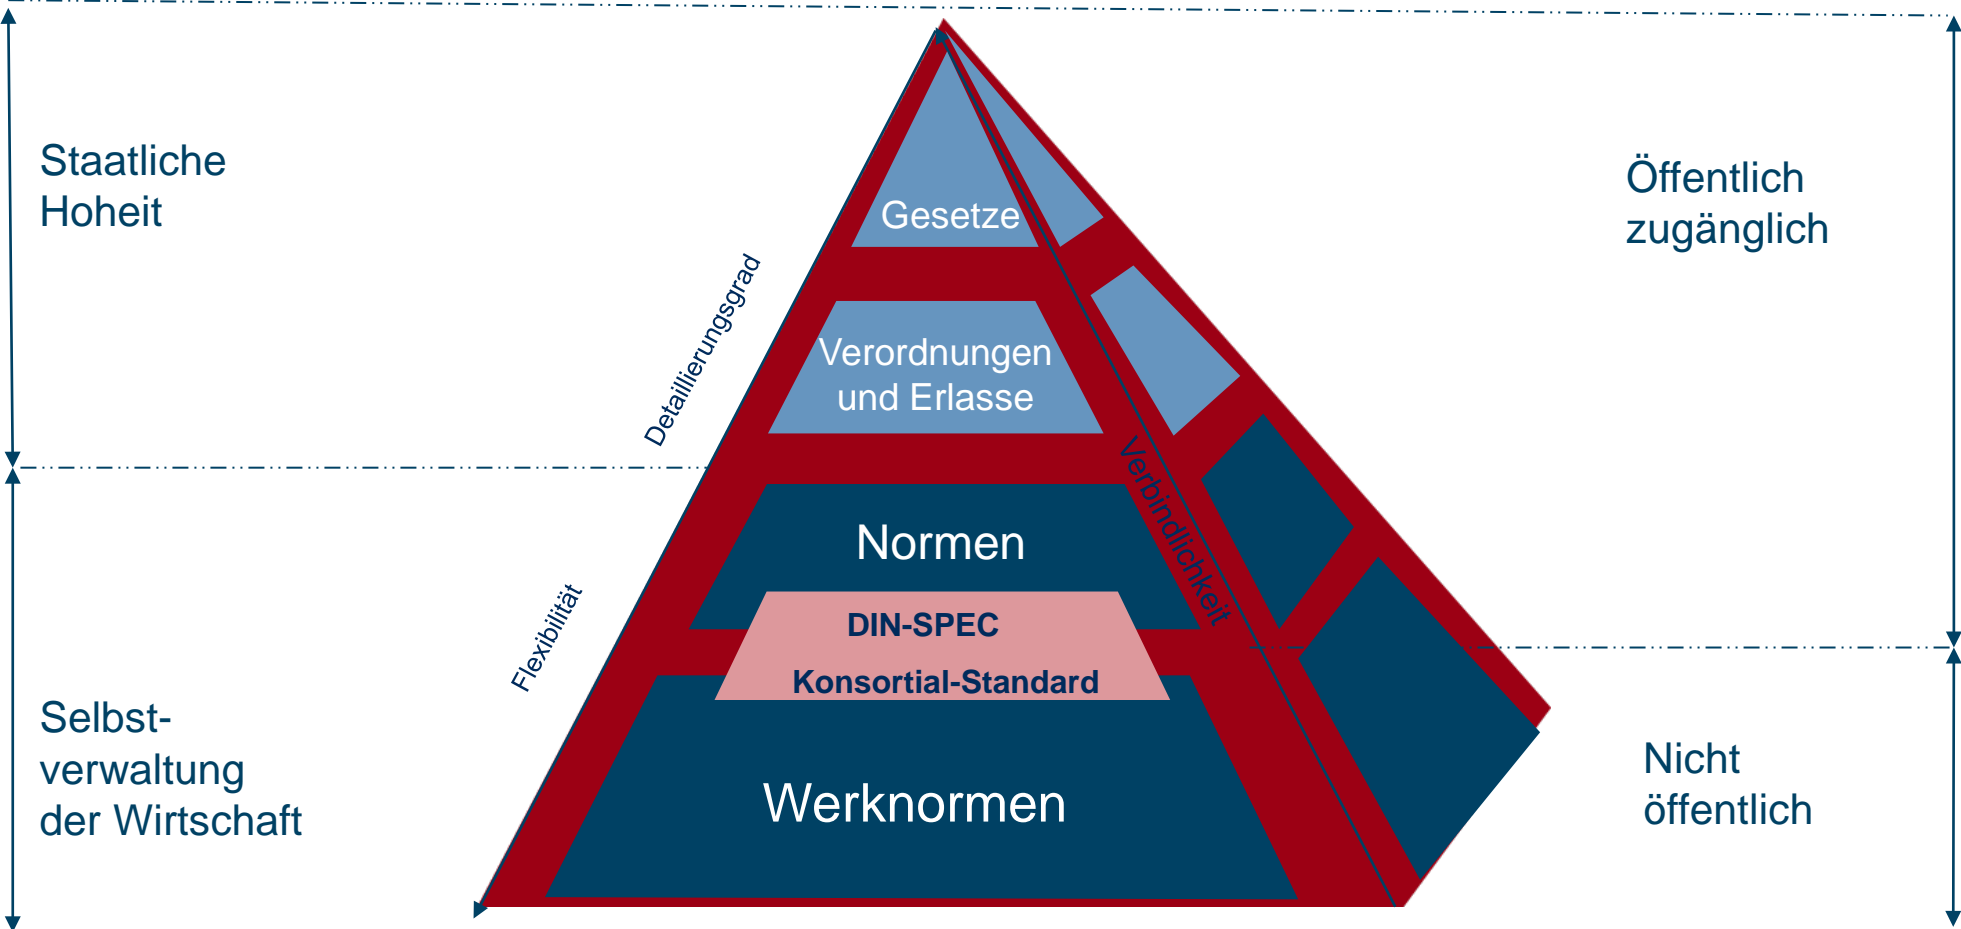 Staatliche
Hoheit
Öffentlich
zugänglich
Gesetze
Detaillierungsgrad
Verordnungen
und Erlasse
Verbindlichkeit
Normen
Flexibilität
DIN-SPEC
Konsortial-Standard
Selbst-
verwaltung
der Wirtschaft
Werknormen
Nicht
öffentlich